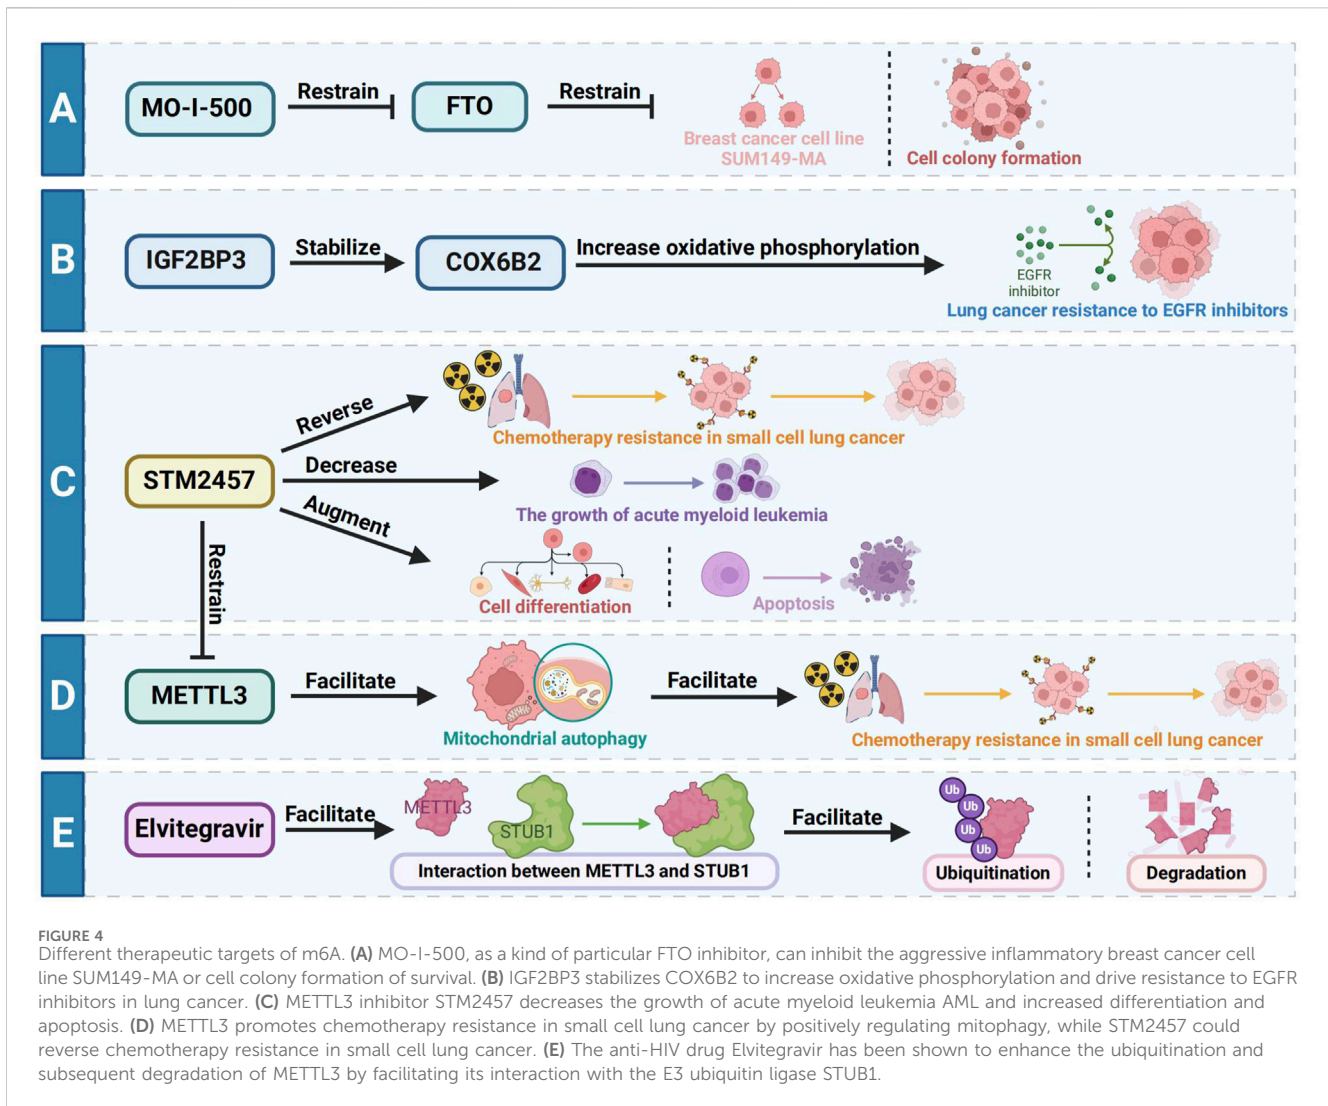 A
MO-I-500
Restrain
FTO
Restrain
Breast cancer cell line
SUM149-MA
Cell colony formation
B
IGF2BP3
Stabilize
COX6B2
Increase oxidative phosphorylation
EGFR
inhibitor
Lung cancer resistance to EGFR inhibitors
C
STM2457
Reverse
Chemotherapy resistance in small cell lung cancer
Decrease
The growth of acute myeloid leukemia
Augment
Cell differentiation
Apoptosis
Restrain
D
METTL3
Facilitate
Mitochondrial autophagy
Facilitate
Chemotherapy resistance in small cell lung cancer
E
Elvitegravir
Facilitate
METTL3
STUB1
Interaction between METTL3 and STUB1
Facilitate
Ub
Ub
Ub
Ub
Ubiquitination
Degradation
FIGURE 4
Different therapeutic targets of m6A. (A) MO-I-500, as a kind of particular FTO inhibitor, can inhibit the aggressive inflammatory breast cancer cell
line SUM149-MA or cell colony formation of survival. (B) IGF2BP3 stabilizes COX6B2 to increase oxidative phosphorylation and drive resistance to EGFR
inhibitors in lung cancer. (C) METTL3 inhibitor STM2457 decreases the growth of acute myeloid leukemia AML and increased differentiation and
apoptosis. (D) METTL3 promotes chemotherapy resistance in small cell lung cancer by positively regulating mitophagy, while STM2457 could
reverse chemotherapy resistance in small cell lung cancer. (E) The anti-HIV drug Elvitegravir has been shown to enhance the ubiquitination and
subsequent degradation of METTL3 by facilitating its interaction with the E3 ubiquitin ligase STUB1.